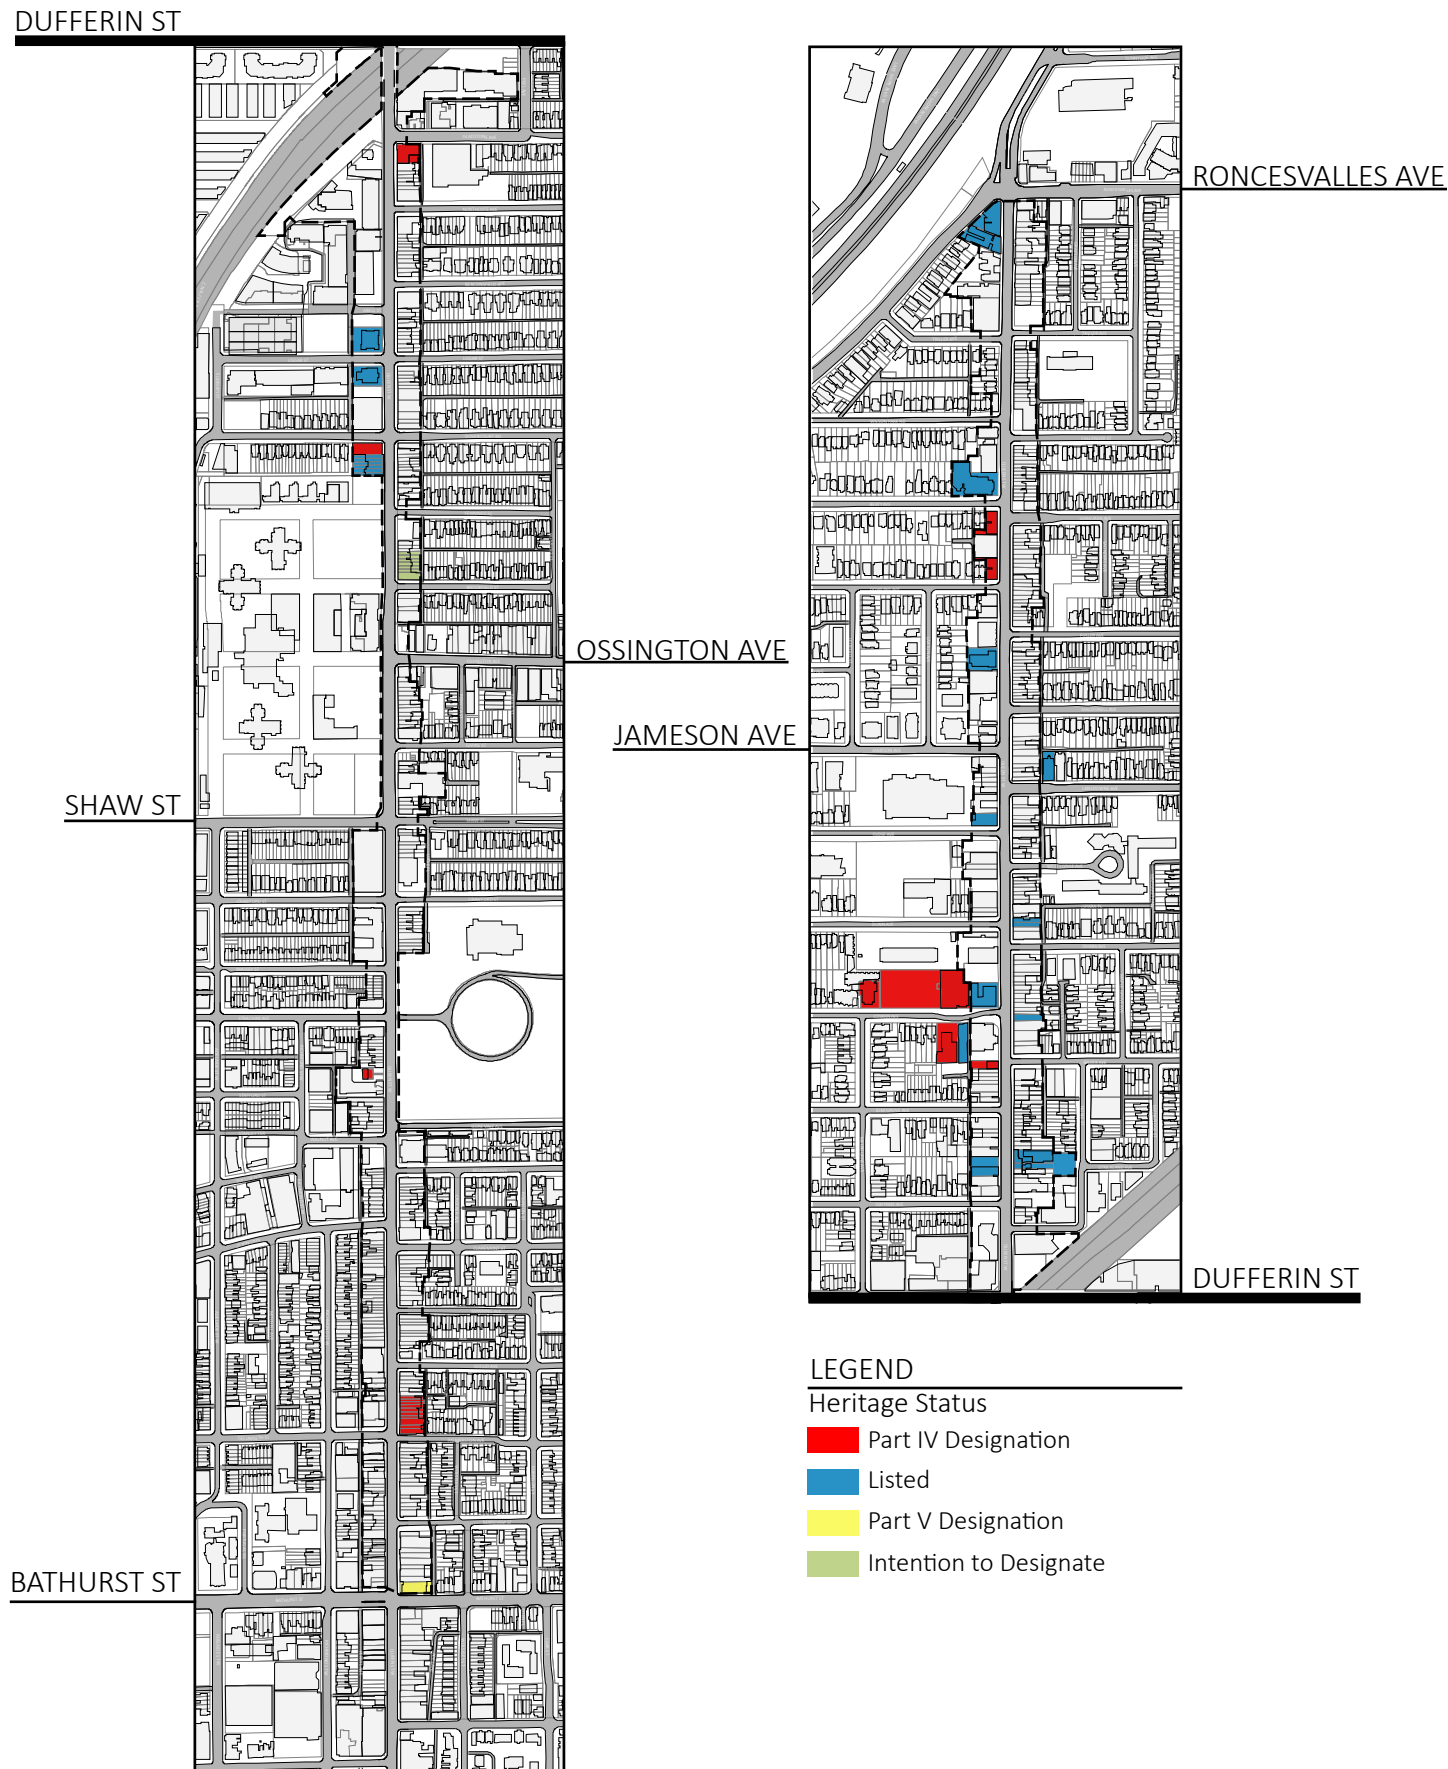 DUFFERIN ST
RONCESVALLES AVE
OSSINGTON AVE
JAMESON AVE
SHAW ST
DUFFERIN ST
LEGEND
Heritage Status
Part IV Designation
Listed
Part V Designation
Intention to Designate
BATHURST ST